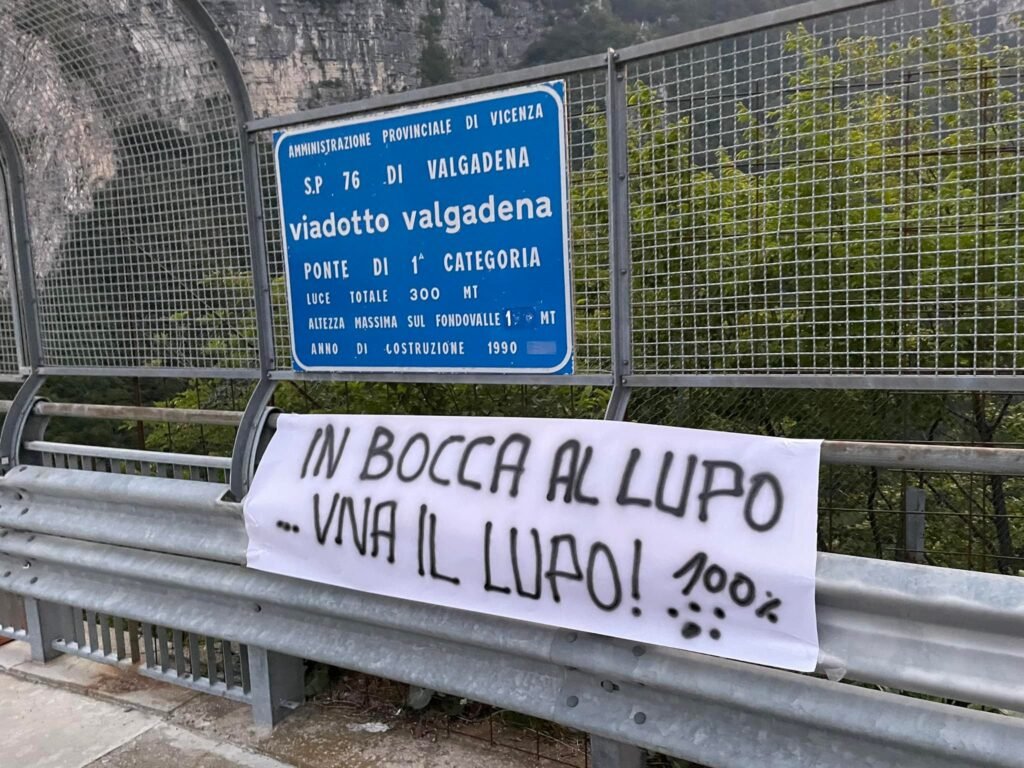 AMMINISTRAZIONE PROVINCIALE DI VICENZA
S.P 76 DI VALGADENA
viadotto valgadena
PONTE DI 1ᴬ CATEGORIA
LUCE TOTALE 300 MT
ALTEZZA MASSIMA SUL FONDOVALLE MT
ANNO DI COSTRUZIONE 1990
IN BOCCA AL LUPO
... VIVA IL LUPO! 100%